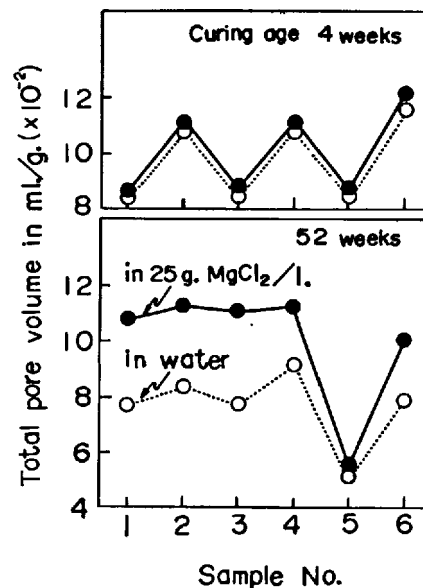 Curing age 4 weeks
12
10
8
52 weeks
in 25 g. MgCl₂/l.
in water
12
10
8
6
4
1 2 3 4 5 6
Sample No.
Total pore volume in ml./g. (×10⁻²)